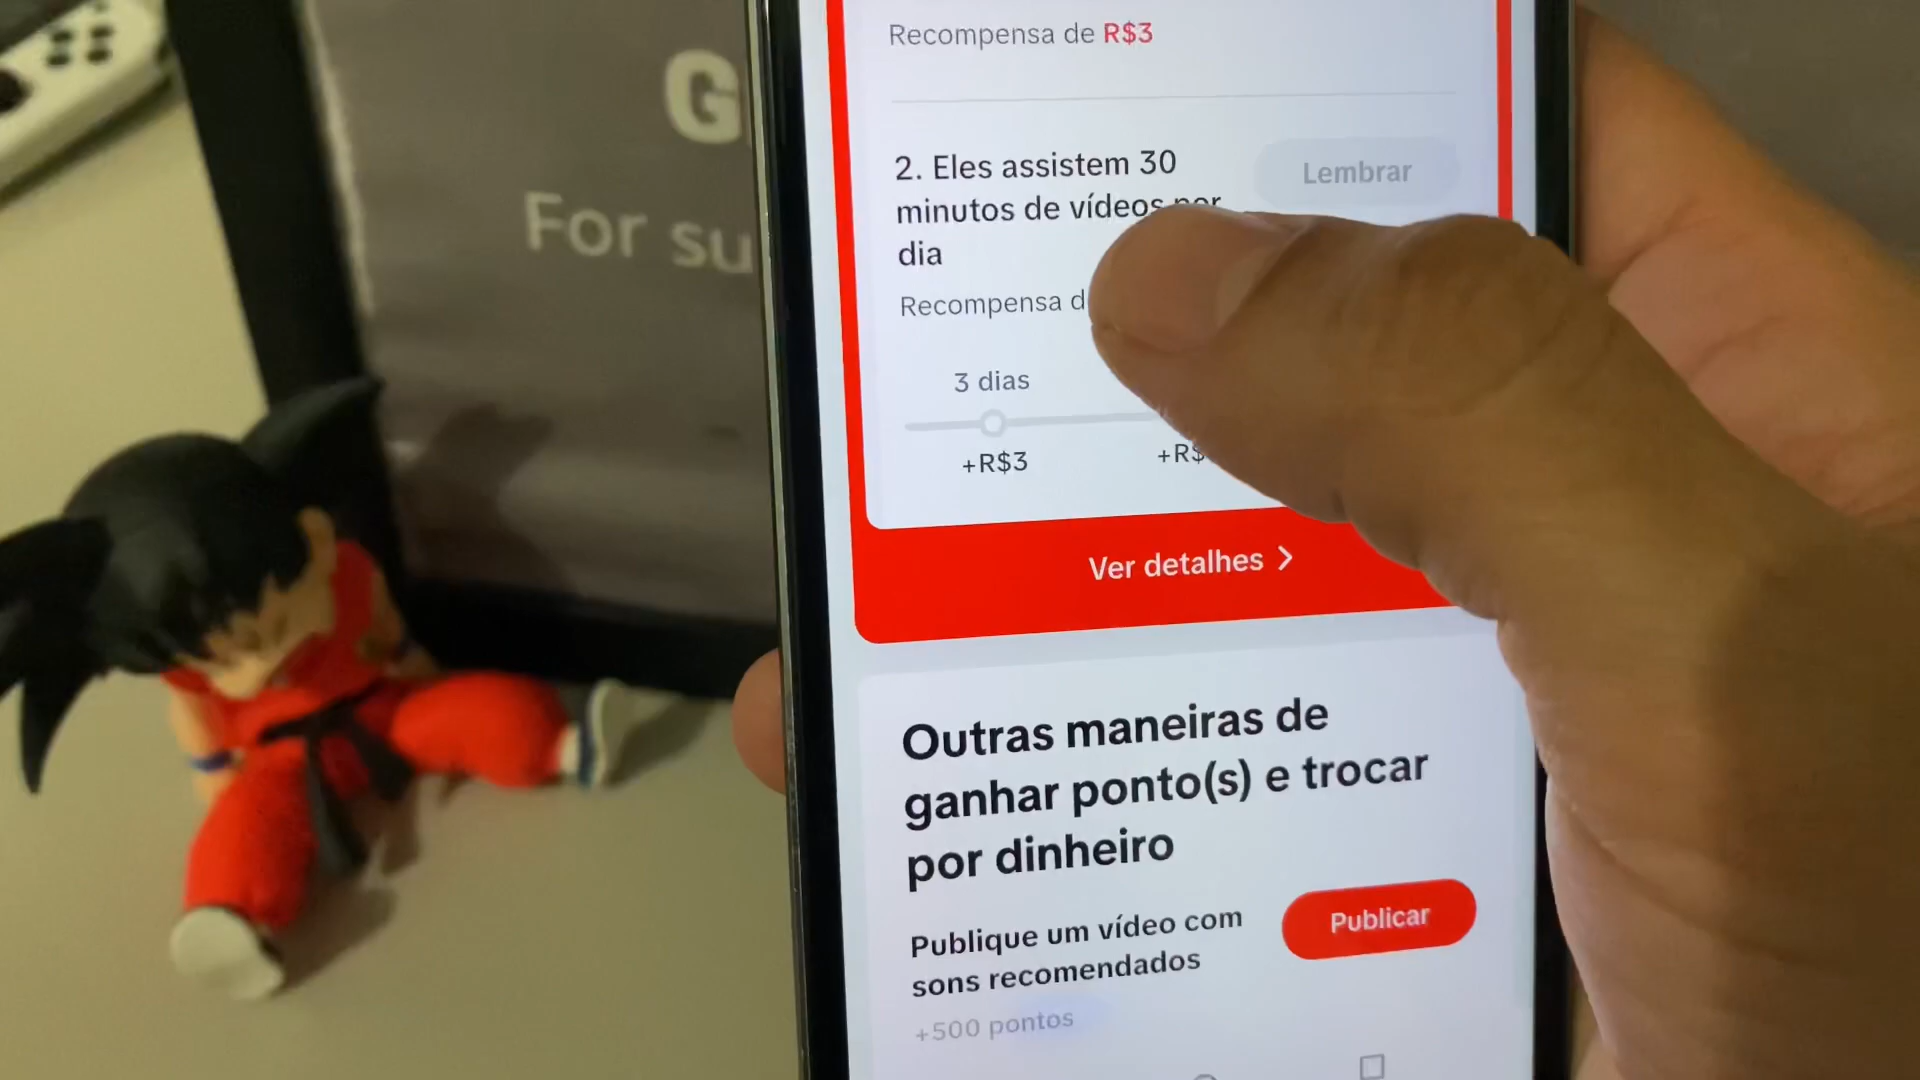 G
For su
Recompensa de R$3
2. Eles assistem 30
minutos de vídeos por
dia
Lembrar
Recompensa d
3 dias
+R$3
+R$
Ver detalhes
Outras maneiras de
ganhar ponto(s) e trocar
por dinheiro
Publique um vídeo com
sons recomendados
Publicar
+500 pontos